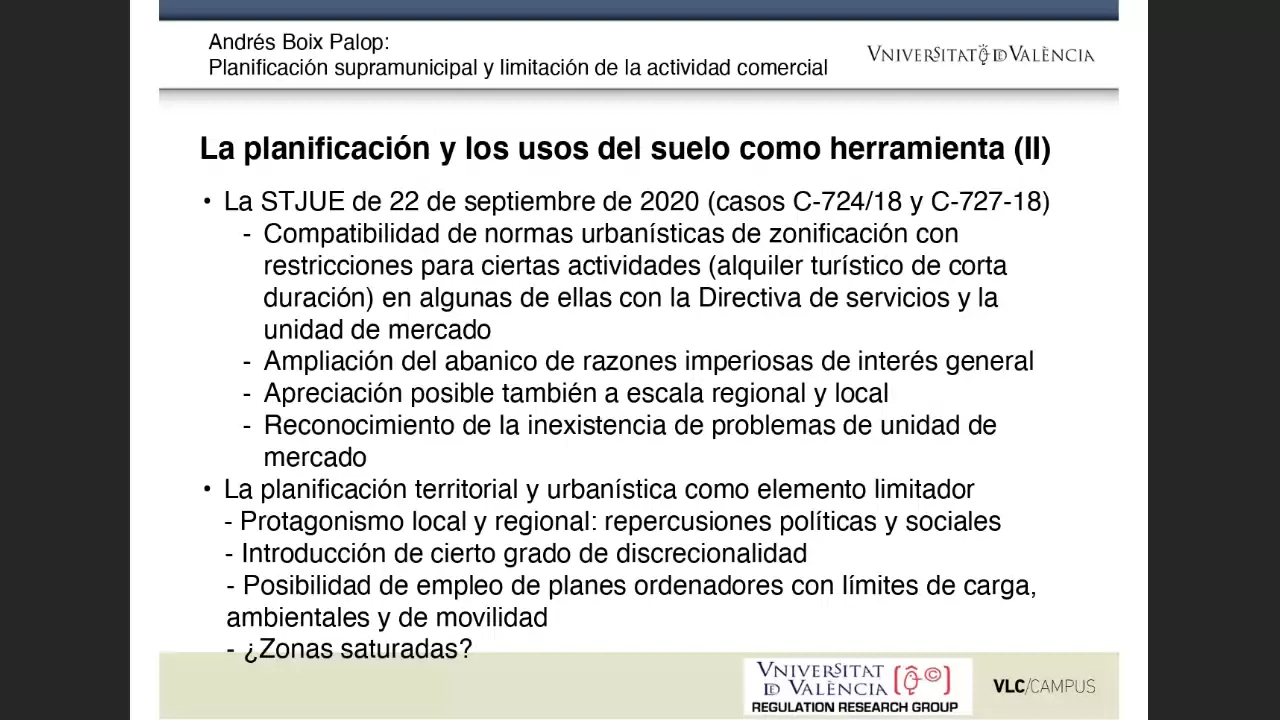 Andrés Boix Palop:
Planificación supramunicipal y limitación de la actividad comercial
VNIVERSITAT ID VALÈNCIA
La planificación y los usos del suelo como herramienta (II)
• La STJUE de 22 de septiembre de 2020 (casos C-724/18 y C-727-18)
- Compatibilidad de normas urbanísticas de zonificación con
restricciones para ciertas actividades (alquiler turístico de corta
duración) en algunas de ellas con la Directiva de servicios y la
unidad de mercado
- Ampliación del abanico de razones imperiosas de interés general
- Apreciación posible también a escala regional y local
- Reconocimiento de la inexistencia de problemas de unidad de
mercado
• La planificación territorial y urbanística como elemento limitador
- Protagonismo local y regional: repercusiones políticas y sociales
- Introducción de cierto grado de discrecionalidad
- Posibilidad de empleo de planes ordenadores con límites de carga,
ambientales y de movilidad
- ¿Zonas saturadas?
VNIVERSITAT
ID VALÈNCIA
REGULATION RESEARCH GROUP
VLC/CAMPUS